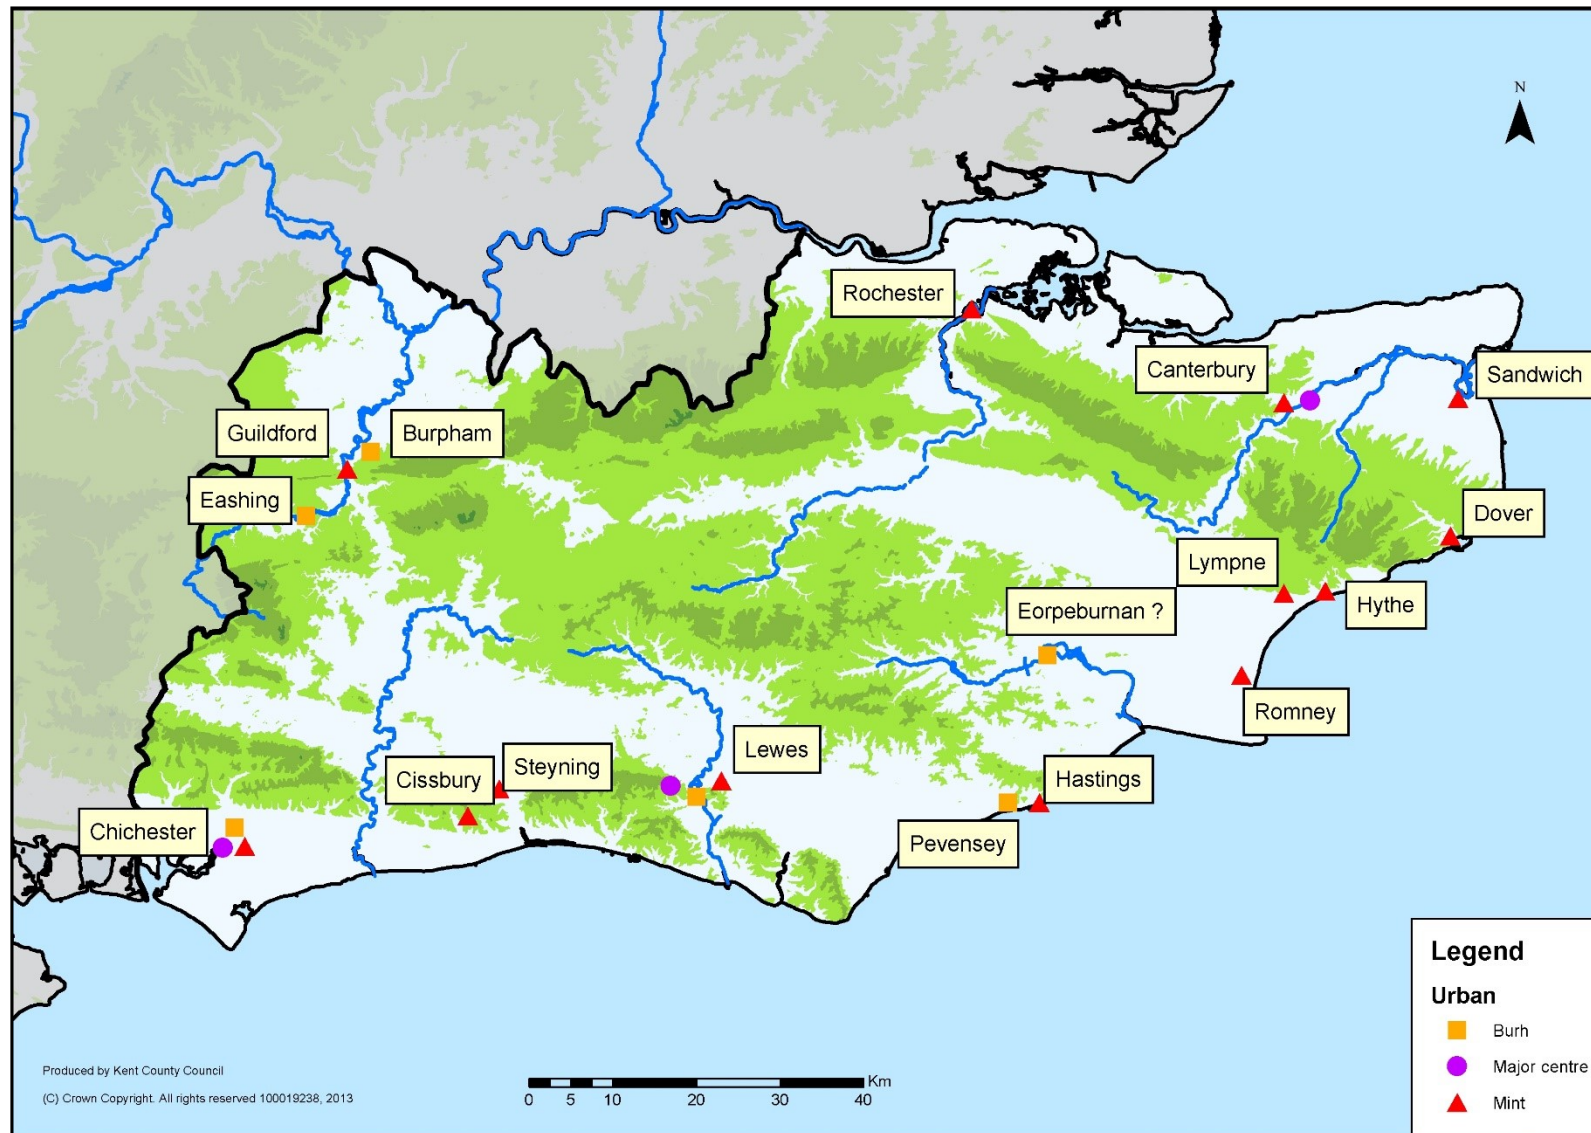 N
Rochester
Canterbury
Sandwich
Guildford
Burpham
Eashing
Dover
Lympne
Hythe
Eorpeburnan ?
Romney
Lewes
Steyning
Cissbury
Hastings
Chichester
Pevensey
Legend
Urban
Burh
Major centre
Mint
Produced by Kent County Council
(C) Crown Copyright. All rights reserved 100019238, 2013
Km
0 5 10 20 30 40